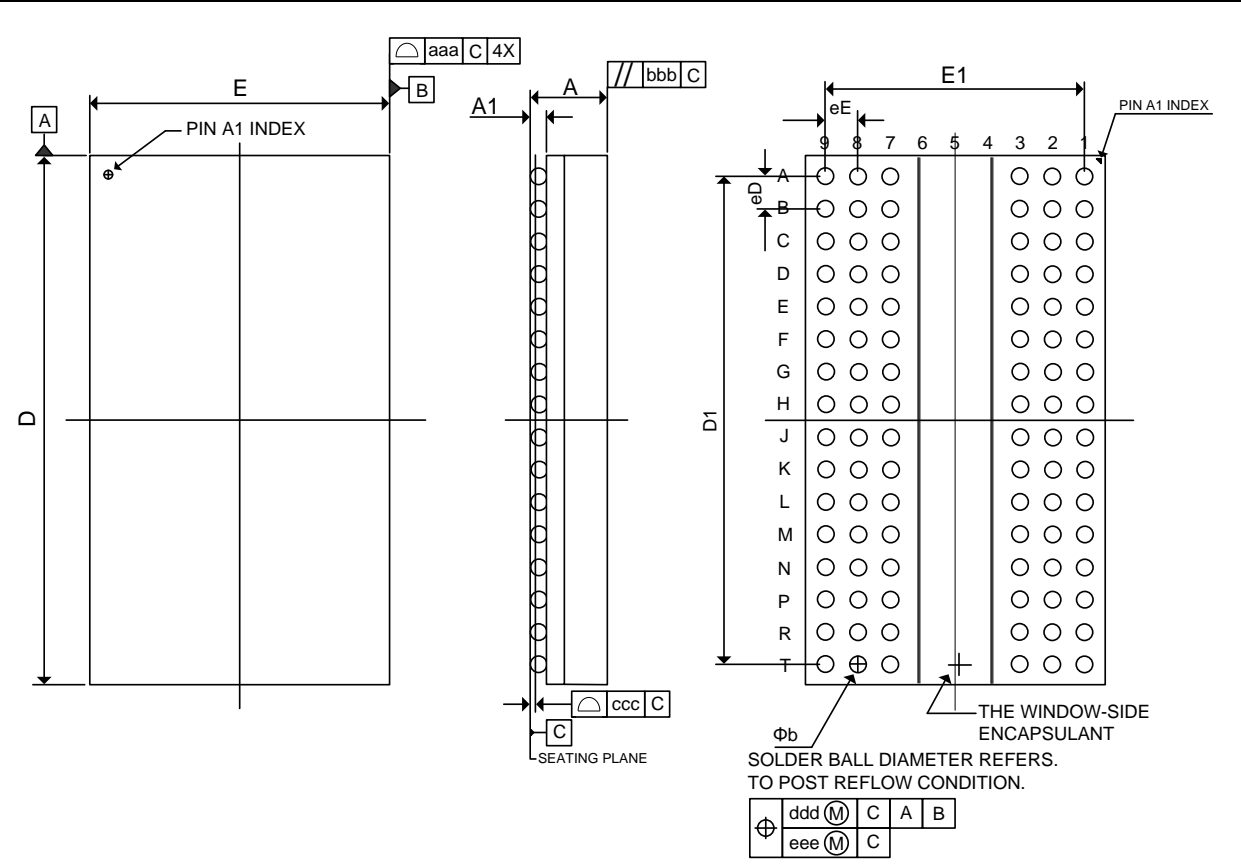 aaa C 4X
E
B
A
PIN A1 INDEX
D
// bbb C
A
A1
ccc C
C
SEATING PLANE
E1
eE
PIN A1 INDEX
9 8 7 6 5 4 3 2 1
eD
D1
A
B
C
D
E
F
G
H
J
K
L
M
N
P
R
T
THE WINDOW-SIDE
ENCAPSULANT
Φb
SOLDER BALL DIAMETER REFERS.
TO POST REFLOW CONDITION.
ddd Ⓜ C A B
eee Ⓜ C